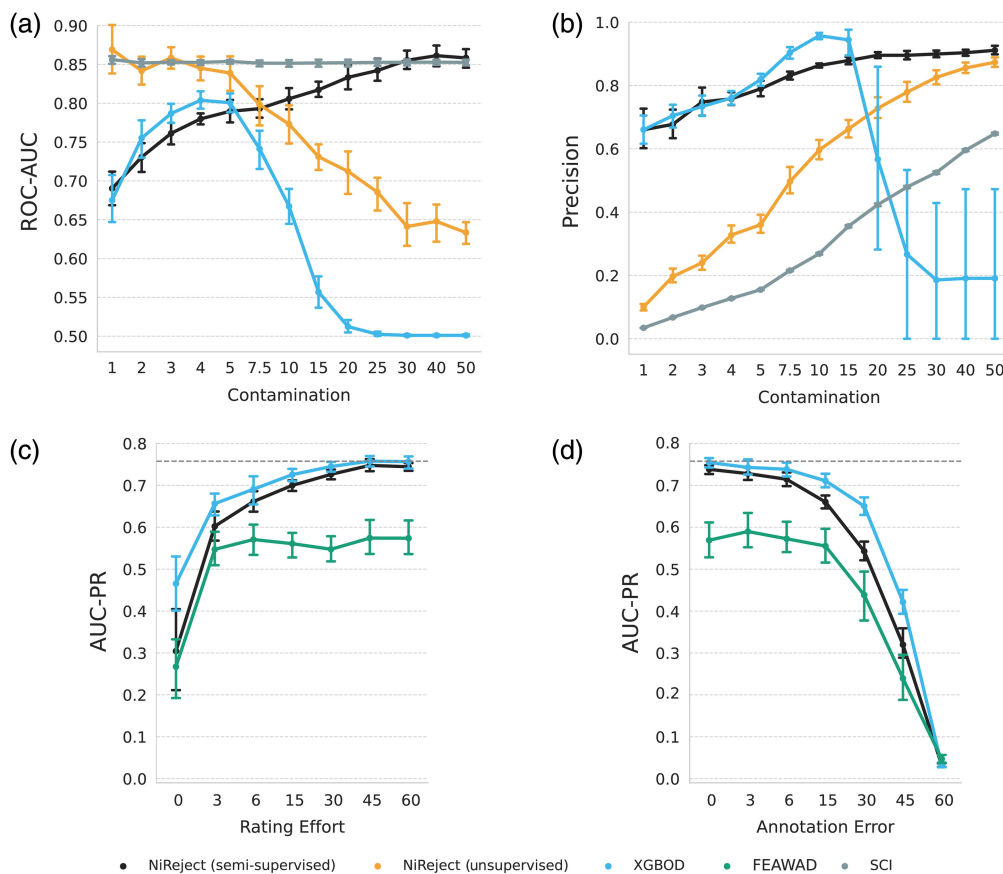 (a)
0.90
0.85
0.80
0.75
0.70
0.65
0.60
0.55
0.50
ROC-AUC
1 2 3 4 5 7.5 10 15 20 25 30 40 50
Contamination
(b)
1.0
0.8
0.6
0.4
0.2
0.0
Precision
1 2 3 4 5 7.5 10 15 20 25 30 40 50
Contamination
(c)
0.8
0.7
0.6
0.5
0.4
0.3
0.2
0.1
0.0
AUC-PR
0 3 6 15 30 45 60
Rating Effort
(d)
0.8
0.7
0.6
0.5
0.4
0.3
0.2
0.1
0.0
AUC-PR
0 3 6 15 30 45 60
Annotation Error
NiReject (semi-supervised) NiReject (unsupervised) XGBOD FEAWAD SCI